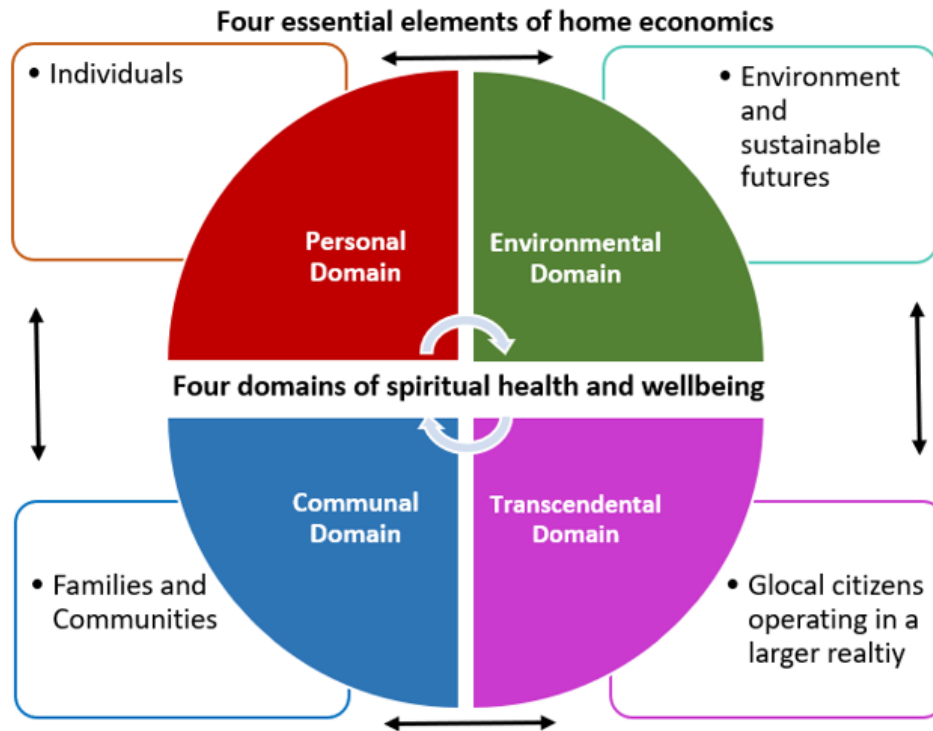 Four essential elements of home economics
• Individuals
• Environment
and
sustainable
futures
Personal
Domain
Environmental
Domain
Four domains of spiritual health and wellbeing
Communal
Domain
Transcendental
Domain
• Families and
Communities
• Glocal citizens
operating in a
larger realtiy